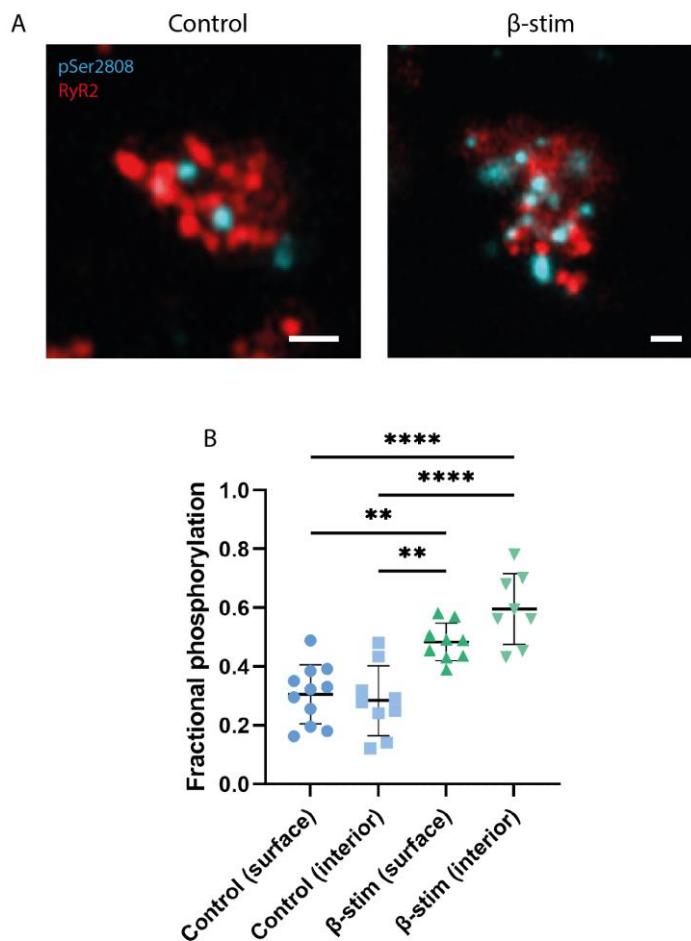 A
Control
β-stim
pSer2808
RyR2
B
****
****
**
**
Fractional phosphorylation
1.0
0.8
0.6
0.4
0.2
0.0
Control (surface)
Control (interior)
β-stim (surface)
β-stim (interior)